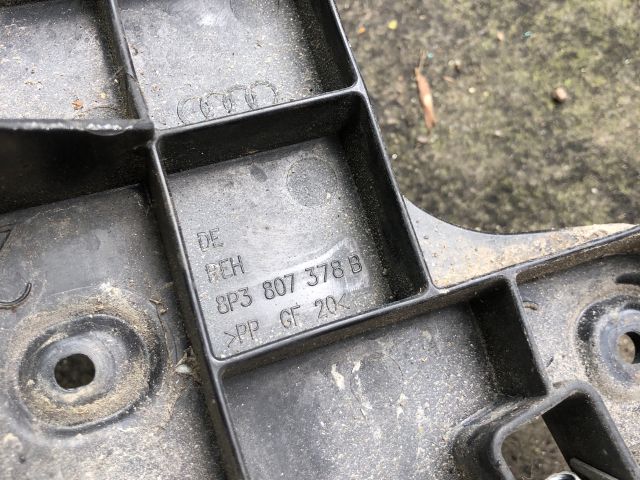 DE
REH
8P3 807 378 B
>PP GF 20<